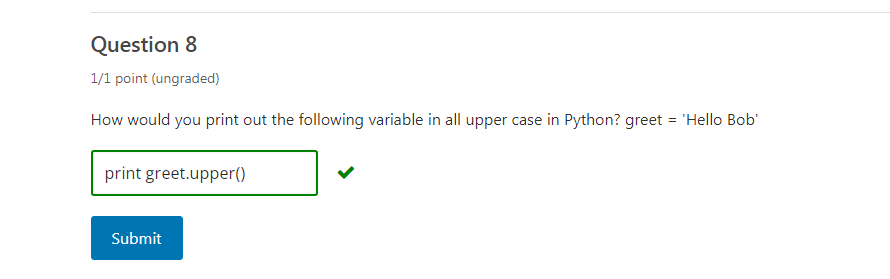 Question 8
1/1 point (ungraded)
How would you print out the following variable in all upper case in Python? greet = 'Hello Bob'
print greet.upper()
Submit